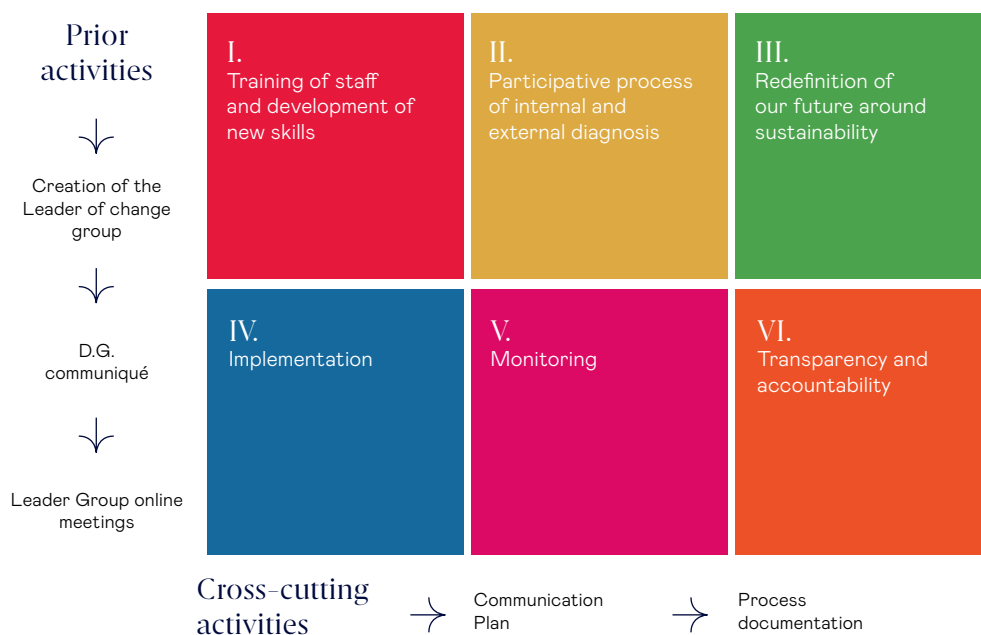 Prior
activities
Creation of the
Leader of change
group
D.G.
communiqué
Leader Group online
meetings
I.
Training of staff
and development of
new skills
II.
Participative process
of internal and
external diagnosis
III.
Redefinition of
our future around
sustainability
IV.
Implementation
V.
Monitoring
VI.
Transparency and
accountability
Cross-cutting
activities
Communication
Plan
Process
documentation